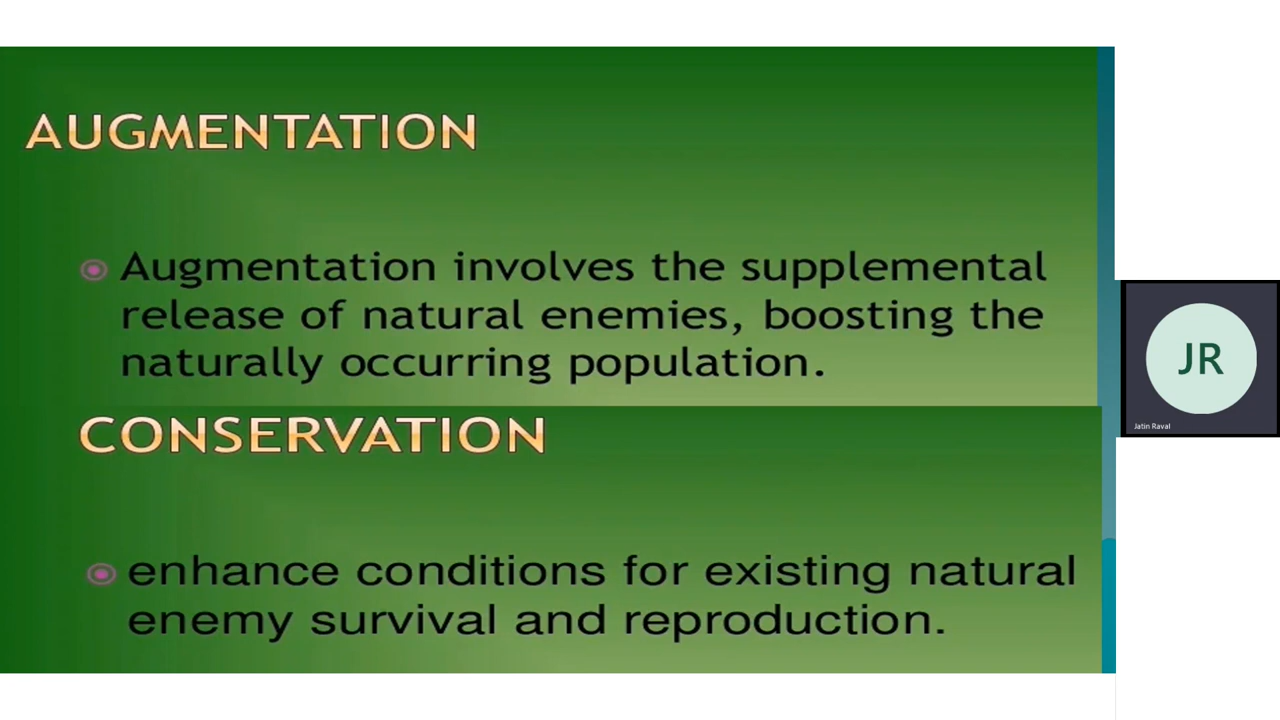 AUGMENTATION
Augmentation involves the supplemental
release of natural enemies, boosting the
naturally occurring population.
CONSERVATION
enhance conditions for existing natural
enemy survival and reproduction.
JR
Jatin Raval